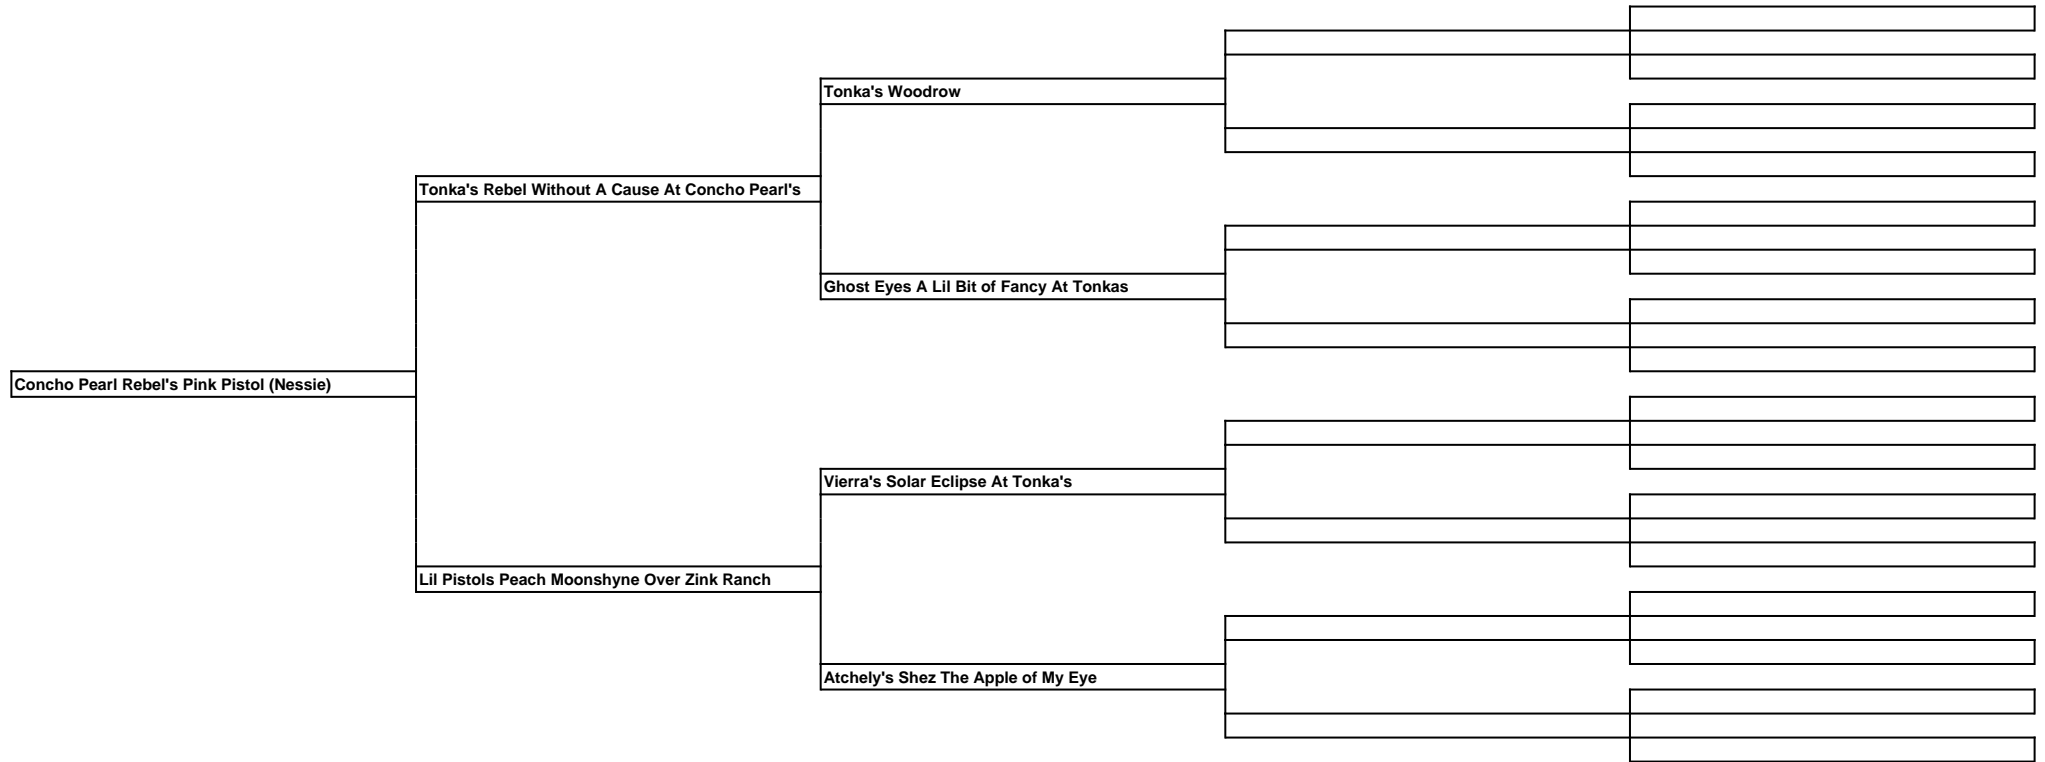 Tonka's Woodrow
Tonka's Rebel Without A Cause At Concho Pearl's
Ghost Eyes A Lil Bit of Fancy At Tonkas
Concho Pearl Rebel's Pink Pistol (Nessie)
Vierra's Solar Eclipse At Tonka's
Lil Pistols Peach Moonshyne Over Zink Ranch
Atchely's Shez The Apple of My Eye